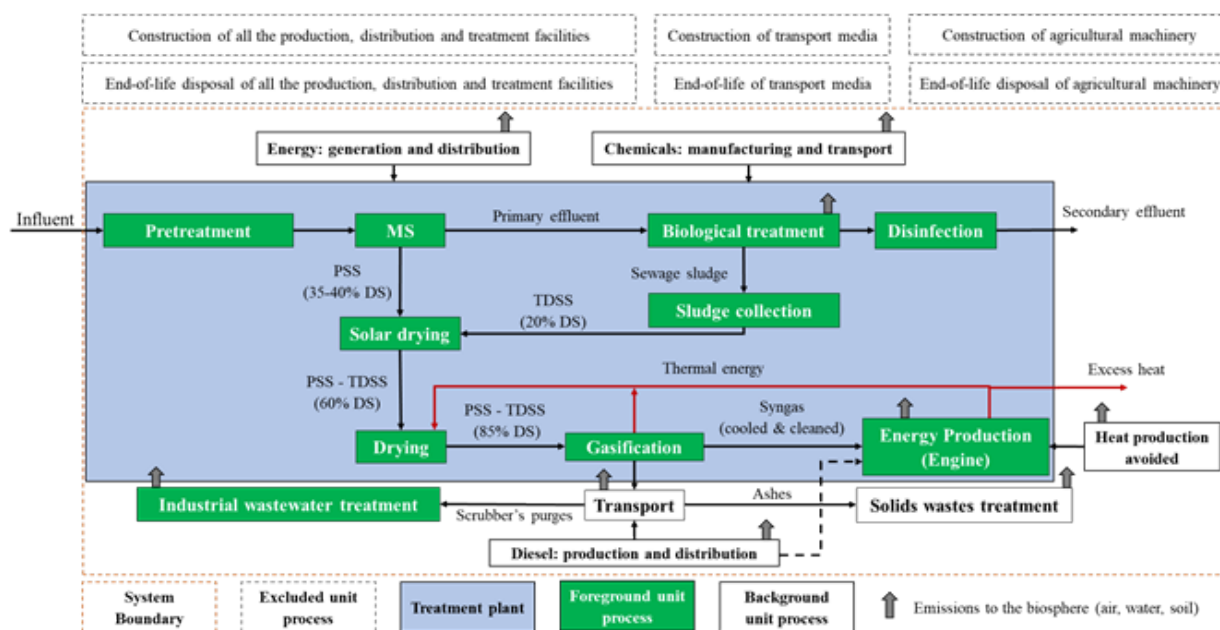 Construction of all the production, distribution and treatment facilities
Construction of transport media
Construction of agricultural machinery
End-of-life disposal of all the production, distribution and treatment facilities
End-of-life of transport media
End-of-life disposal of agricultural machinery
Energy: generation and distribution
Chemicals: manufacturing and transport
Influent
Pretreatment
MS
Primary effluent
Biological treatment
Disinfection
Secondary effluent
PSS
(35-40% DS)
Sewage sludge
TDSS
(20% DS)
Sludge collection
Solar drying
PSS - TDSS
(60% DS)
Thermal energy
Excess heat
PSS - TDSS
(85% DS)
Syngas
(cooled & cleaned)
Drying
Gasification
Energy Production
(Engine)
Heat production
avoided
Industrial wastewater treatment
Scrubber's purges
Transport
Ashes
Solids wastes treatment
Diesel: production and distribution
System
Boundary
Excluded unit
process
Treatment plant
Foreground unit
process
Background
unit process
Emissions to the biosphere (air, water, soil)